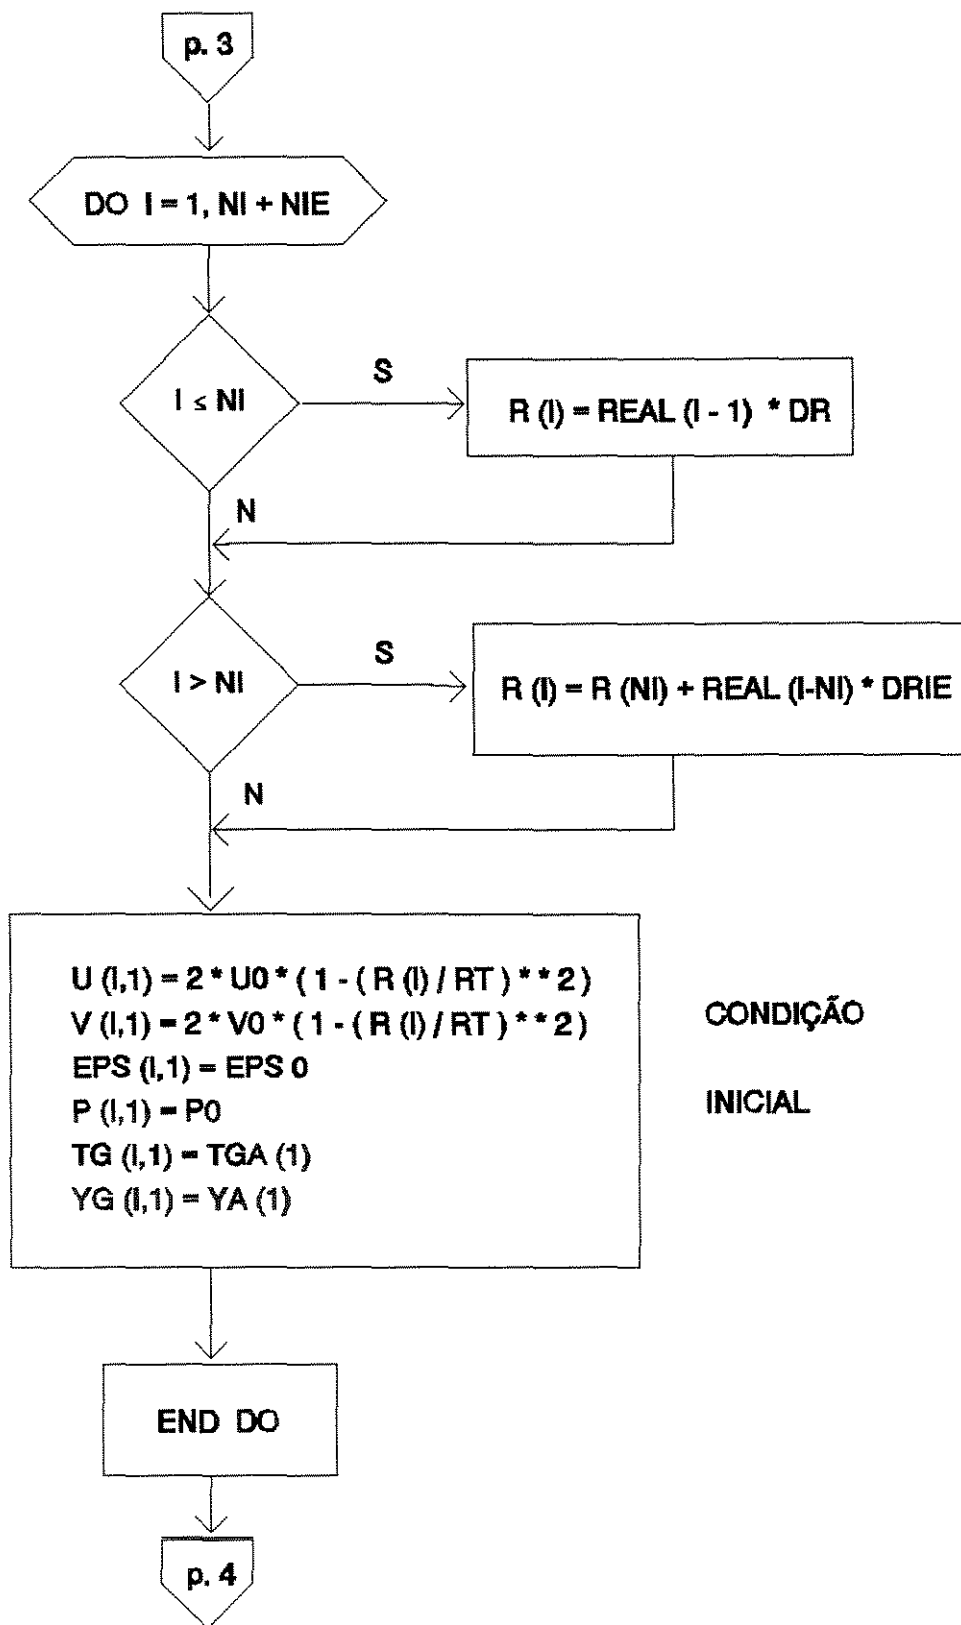 p. 3
DO I = 1, NI + NIE
I ≤ NI
S
R (I) = REAL (I - 1) * DR
N
I > NI
S
R (I) = R (NI) + REAL (I-NI) * DRIE
N
U (I,1) = 2 * U0 * ( 1 - ( R (I) / RT ) * * 2 )
V (I,1) = 2 * V0 * ( 1 - ( R (I) / RT ) * * 2 )
EPS (I,1) = EPS 0
P (I,1) = P0
TG (I,1) = TGA (1)
YG (I,1) = YA (1)
CONDIÇÃO
INICIAL
END DO
p. 4